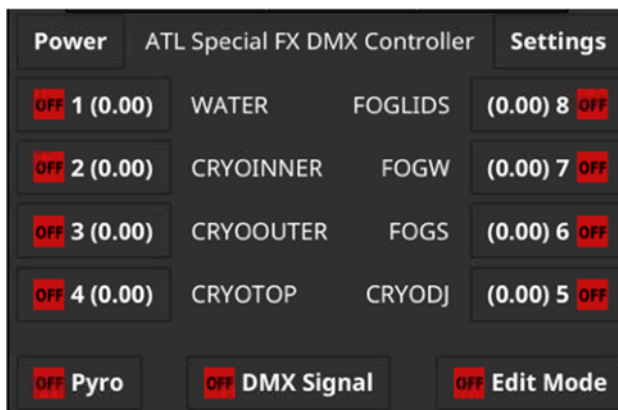 Power ATL Special FX DMX Controller Settings
OFF 1 (0.00) WATER FOGLIDS (0.00) 8 OFF
OFF 2 (0.00) CRYOINNER FOGW (0.00) 7 OFF
OFF 3 (0.00) CRYOOUTER FOGS (0.00) 6 OFF
OFF 4 (0.00) CRYOTOP CRYODJ (0.00) 5 OFF
OFF Pyro OFF DMX Signal OFF Edit Mode